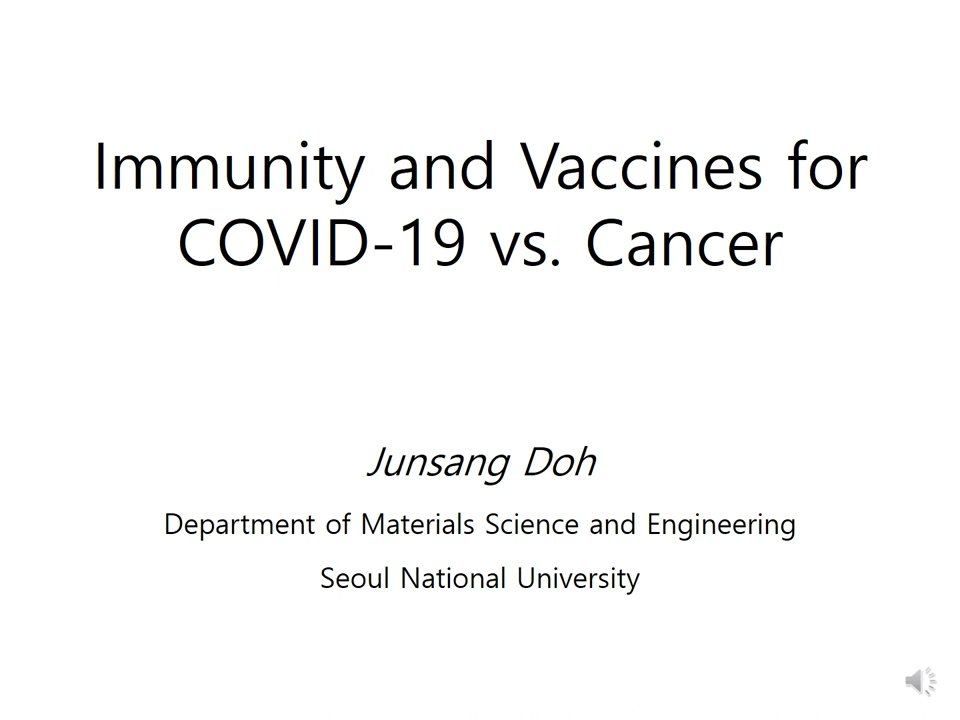 Immunity and Vaccines for
COVID-19 vs. Cancer
Junsang Doh
Department of Materials Science and Engineering
Seoul National University